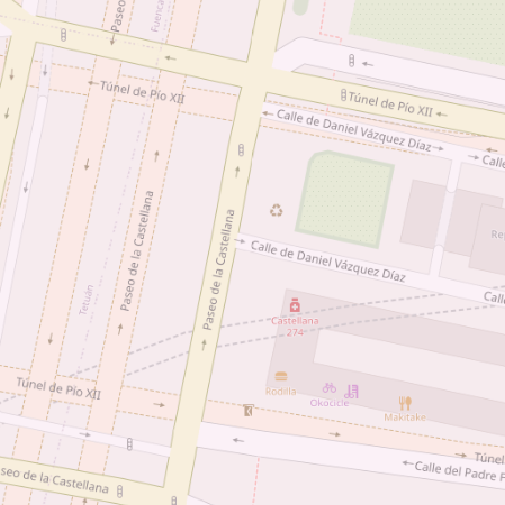 Paseo
Fuenca
Túnel de Pío XII
Túnel de Pío XII
Calle de Daniel Vázquez Díaz
Calle
Paseo de la Castellana
Paseo de la Castellana
Calle de Daniel Vázquez Díaz
Re
Calle
Tetuán
Castellana
274
Rodilla
Okocicle
Makitake
Túnel de Pío XII
Túnel
seo de la Castellana
Calle del Padre F